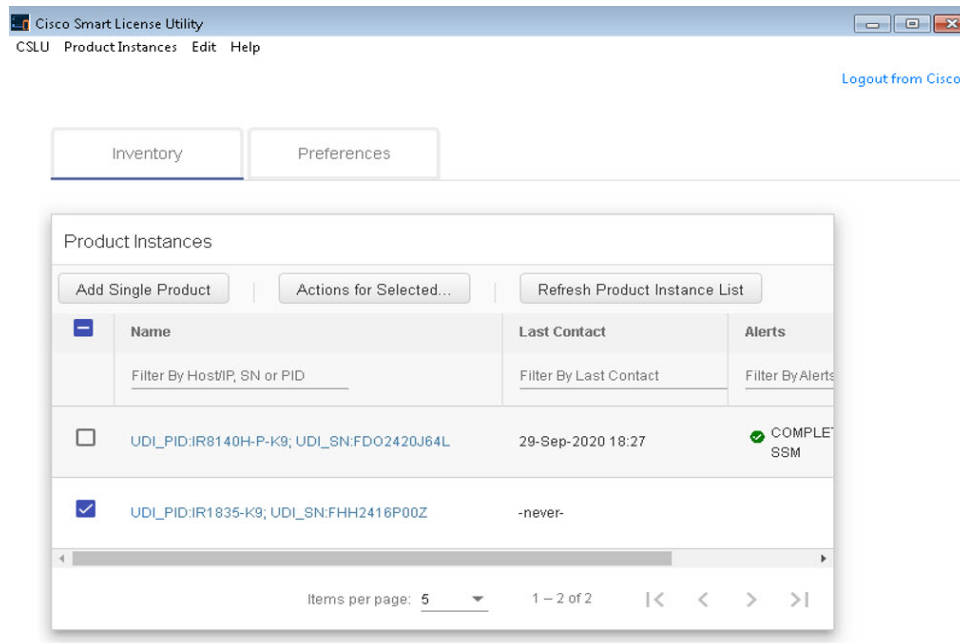 Cisco Smart License Utility
CSLU Product Instances Edit Help
Logout from Cisco
Inventory Preferences
Product Instances
Add Single Product Actions for Selected... Refresh Product Instance List
Name Last Contact Alerts
Filter By Host/IP, SN or PID Filter By Last Contact Filter By Alerts
UDI_PID:IR8140H-P-K9; UDI_SN:FDO2420J64L 29-Sep-2020 18:27 COMPLET
SSM
UDI_PID:IR1835-K9; UDI_SN:FHH2416P00Z -never-
Items per page: 5 1 – 2 of 2